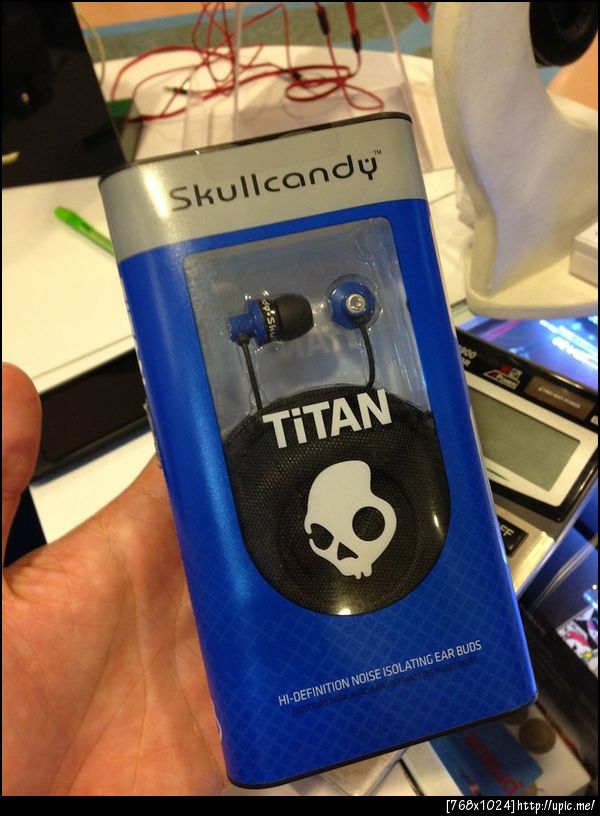 Skullcandy™
TiTAN
HI-DEFINITION NOISE ISOLATING EAR BUDS
[768x1024]http://upic.me/